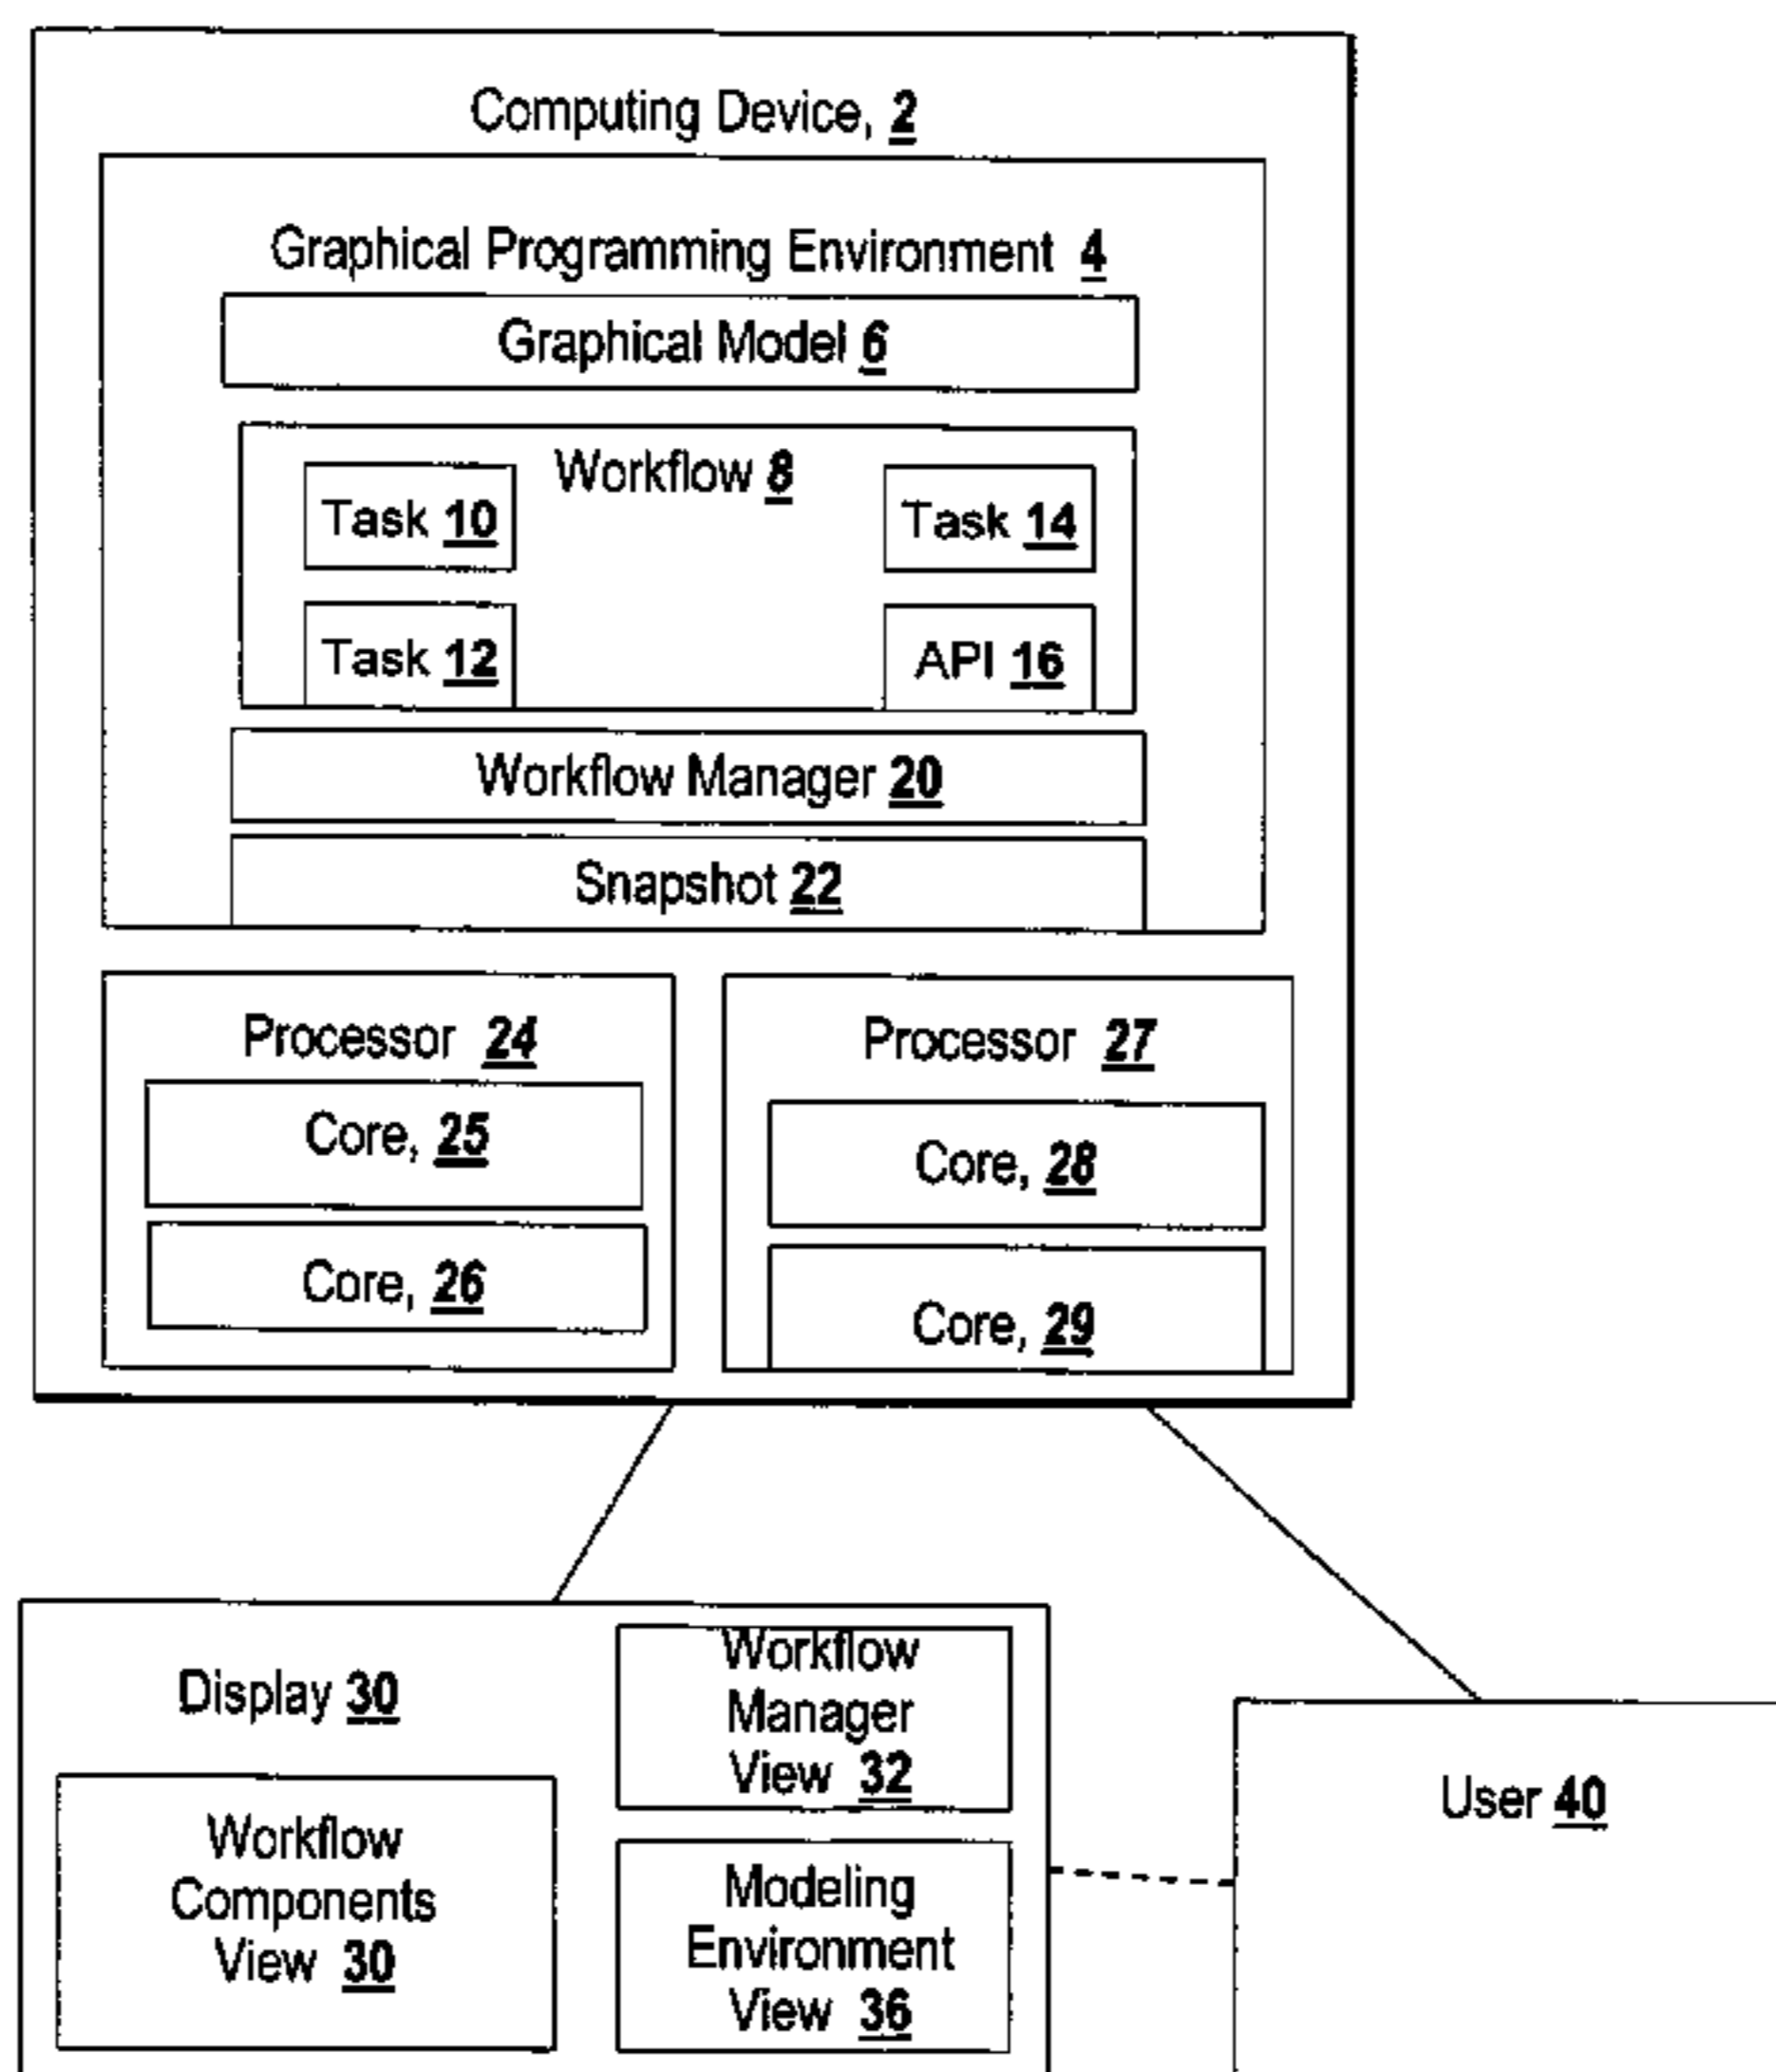 Computing Device, 2
Graphical Programming Environment 4
Graphical Model 6
Workflow 8
Task 10
Task 14
Task 12
API 16
Workflow Manager 20
Snapshot 22
Processor 24
Core, 25
Core, 26
Processor 27
Core, 28
Core, 29
Display 30
Workflow
Components
View 30
Workflow
Manager
View 32
Modeling
Environment
View 36
User 40